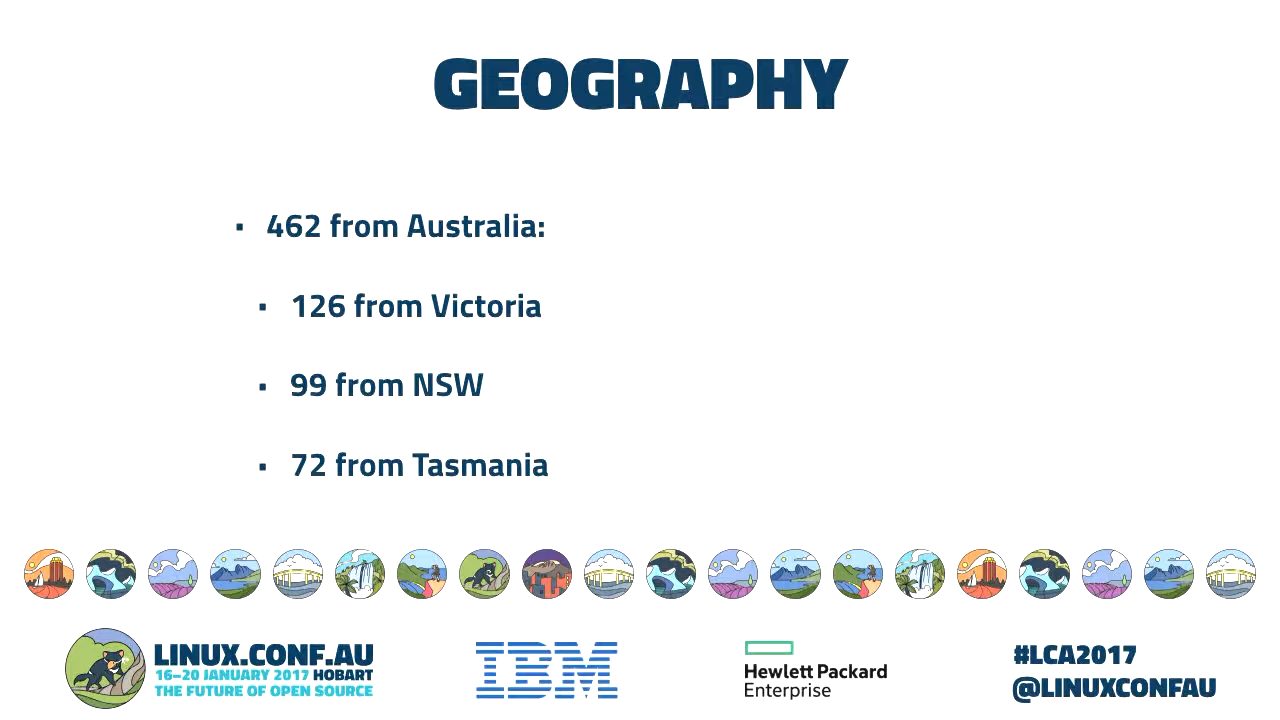 GEOGRAPHY
▪ 462 from Australia:
▪ 126 from Victoria
▪ 99 from NSW
▪ 72 from Tasmania
LINUX.CONF.AU
16–20 JANUARY 2017 HOBART
THE FUTURE OF OPEN SOURCE
IBM
Hewlett Packard
Enterprise
#LCA2017
@LINUXCONFAU